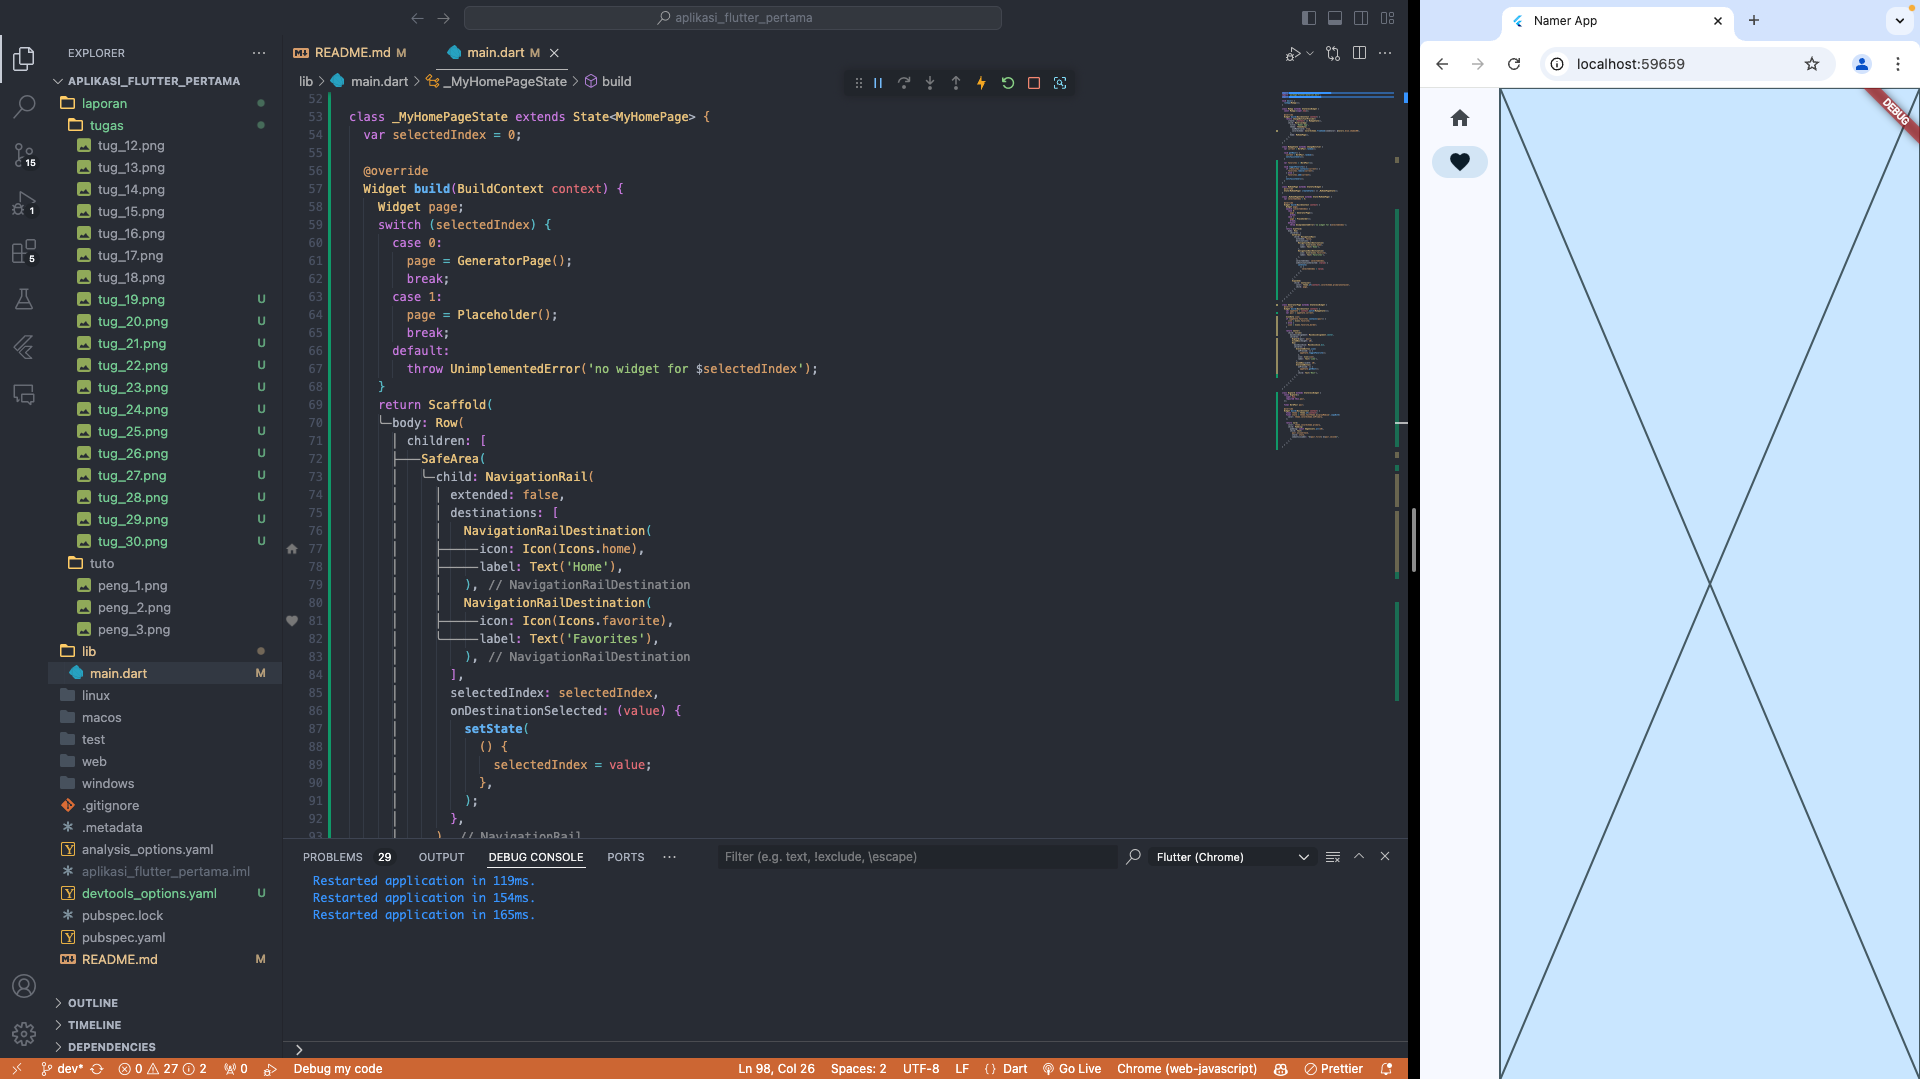 aplikasi_flutter_pertama
EXPLORER
APLIKASI_FLUTTER_PERTAMA
laporan
tugas
tug_12.png
tug_13.png
tug_14.png
tug_15.png
tug_16.png
tug_17.png
tug_18.png
tug_19.png U
tug_20.png U
tug_21.png U
tug_22.png U
tug_23.png U
tug_24.png U
tug_25.png U
tug_26.png U
tug_27.png U
tug_28.png U
tug_29.png U
tug_30.png U
tuto
peng_1.png
peng_2.png
peng_3.png
lib
main.dart M
linux
macos
test
web
windows
.gitignore
.metadata
analysis_options.yaml
aplikasi_flutter_pertama.iml
devtools_options.yaml U
pubspec.lock
pubspec.yaml
README.md M
OUTLINE
TIMELINE
DEPENDENCIES
15
1
5
README.md M
main.dart M
lib > main.dart > _MyHomePageState > build
52
53 class _MyHomePageState extends State<MyHomePage> {
54 var selectedIndex = 0;
55
56 @override
57 Widget build(BuildContext context) {
58 Widget page;
59 switch (selectedIndex) {
60 case 0:
61 page = GeneratorPage();
62 break;
63 case 1:
64 page = Placeholder();
65 break;
66 default:
67 throw UnimplementedError('no widget for $selectedIndex');
68 }
69 return Scaffold(
70 body: Row(
71 children: [
72 SafeArea(
73 child: NavigationRail(
74 extended: false,
75 destinations: [
76 NavigationRailDestination(
77 icon: Icon(Icons.home),
78 label: Text('Home'),
79 ), // NavigationRailDestination
80 NavigationRailDestination(
81 icon: Icon(Icons.favorite),
82 label: Text('Favorites'),
83 ), // NavigationRailDestination
84 ],
85 selectedIndex: selectedIndex,
86 onDestinationSelected: (value) {
87 setState(
88 () {
89 selectedIndex = value;
90 },
91 );
92 },
93 ) // NavigationRail
PROBLEMS 29 OUTPUT DEBUG CONSOLE PORTS
Filter (e.g. text, !exclude, \escape)
Flutter (Chrome)
Restarted application in 119ms.
Restarted application in 154ms.
Restarted application in 165ms.
dev* 0 27 2 0 Debug my code
Ln 98, Col 26 Spaces: 2 UTF-8 LF {} Dart Go Live Chrome (web-javascript) Prettier
Namer App
localhost:59659
DEBUG